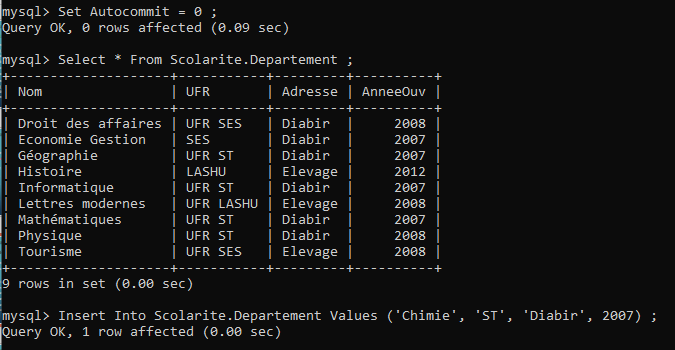 mysql> Set Autocommit = 0 ;
Query OK, 0 rows affected (0.09 sec)
mysql> Select * From Scolarite.Departement ;
+--------------------+-----------+---------+----------+
| Nom                | UFR       | Adresse | AnneeOuv |
+--------------------+-----------+---------+----------+
| Droit des affaires | UFR SES   | Diabir  |     2008 |
| Economie Gestion   | SES       | Diabir  |     2007 |
| Géographie         | UFR ST    | Diabir  |     2007 |
| Histoire           | LASHU     | Elevage |     2012 |
| Informatique       | UFR ST    | Diabir  |     2007 |
| Lettres modernes   | UFR LASHU | Elevage |     2008 |
| Mathématiques      | UFR ST    | Diabir  |     2007 |
| Physique           | UFR ST    | Diabir  |     2008 |
| Tourisme           | UFR SES   | Elevage |     2008 |
+--------------------+-----------+---------+----------+
9 rows in set (0.00 sec)
mysql> Insert Into Scolarite.Departement Values ('Chimie', 'ST', 'Diabir', 2007) ;
Query OK, 1 row affected (0.00 sec)